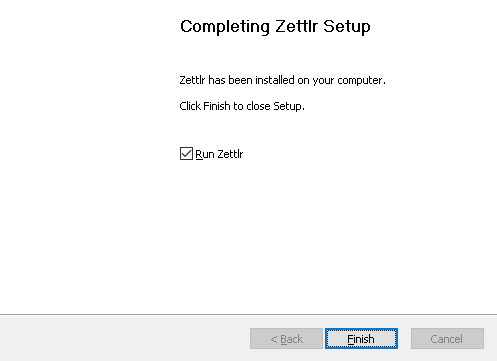 Completing Zettlr Setup
Zettlr has been installed on your computer.
Click Finish to close Setup.
Run Zettlr
< Back
Finish
Cancel